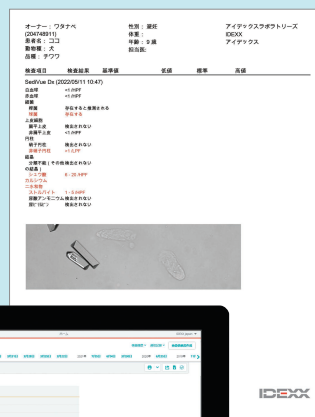 オーナー： ワタナベ 性別： 避妊 アイデックスラボラトリーズ
(204748911) 体重： IDEXX
患者名： ココ 年齢： 9 歳 アイデックス
動物種： 犬 担当医：
品種： チワワ
検査項目 検査結果 基準値 低値 標準 高値
SediVue Dx (2022/05/11 10:47)
白血球 <1 /HPF
赤血球 <1 /HPF
細菌
桿菌 存在すると推測される
球菌 存在する
上皮細胞
扁平上皮 検出されない
非扁平上皮 <1 /HPF
円柱
硝子円柱 検出されない
非硝子円柱 >1 /LPF
結晶
分類不能 ( その他 検出されない
の結晶 )
シュウ酸 6 - 20 /HPF
カルシウム
二水和物
ストルバイト 1 - 5 /HPF
尿酸アンモニウム 検出されない
検出されない
IDEXX